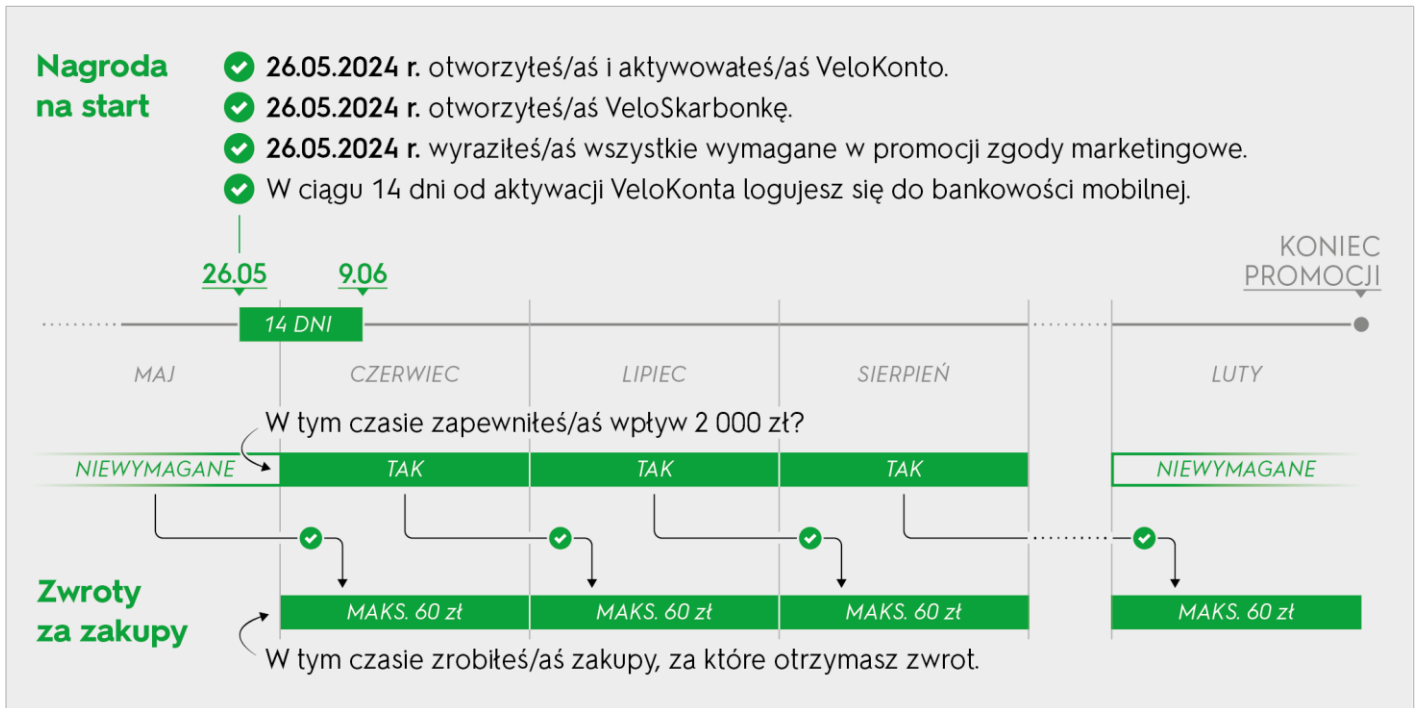 Nagroda
na start
26.05.2024 r. otworzyłeś/aś i aktywowałeś/aś VeloKonto.
26.05.2024 r. otworzyłeś/aś VeloSkarbonkę.
26.05.2024 r. wyraziłeś/aś wszystkie wymagane w promocji zgody marketingowe.
W ciągu 14 dni od aktywacji VeloKonta logujesz się do bankowości mobilnej.
KONIEC
PROMOCJI
26.05 9.06
14 DNI
MAJ CZERWIEC LIPIEC SIERPIEŃ LUTY
W tym czasie zapewniłeś/aś wpływ 2 000 zł?
NIEWYMAGANE TAK TAK TAK NIEWYMAGANE
Zwroty
za zakupy
MAKS. 60 zł MAKS. 60 zł MAKS. 60 zł MAKS. 60 zł
W tym czasie zrobiłeś/aś zakupy, za które otrzymasz zwrot.